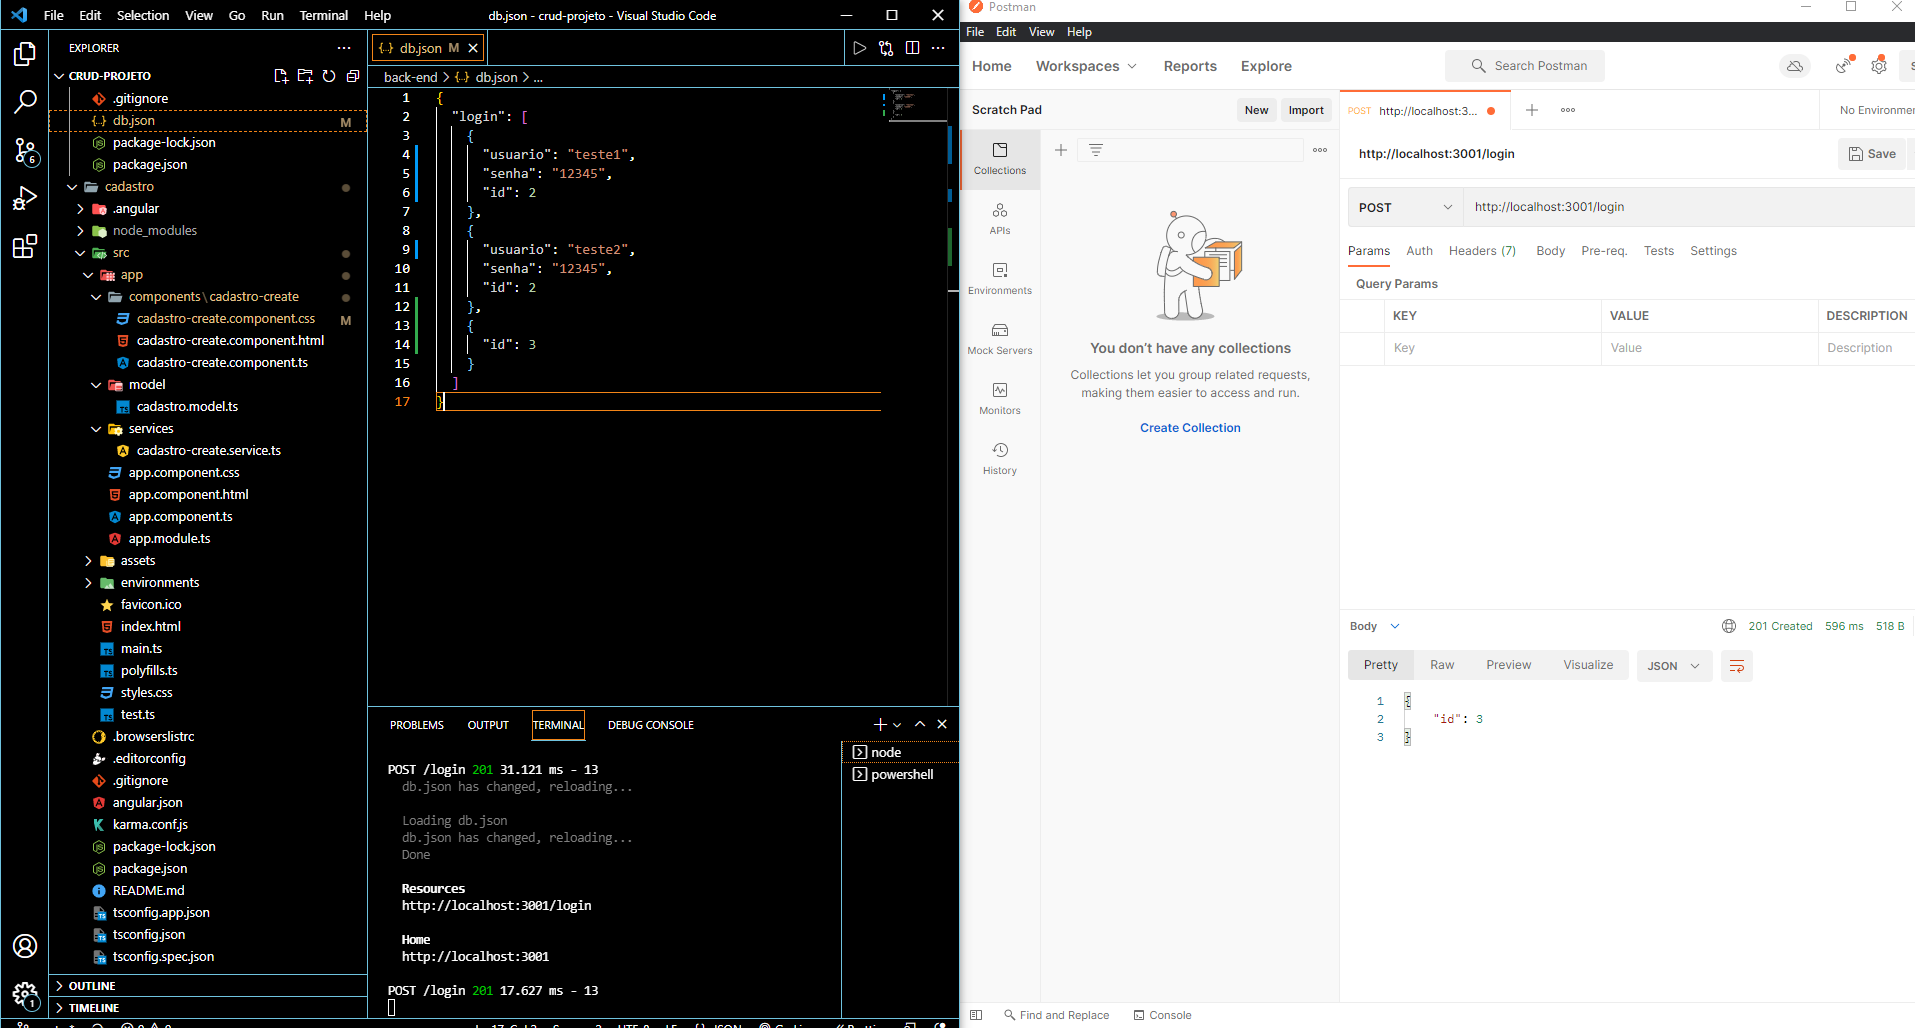 File Edit Selection View Go Run Terminal Help
db.json - crud-projeto - Visual Studio Code
EXPLORER
CRUD-PROJETO
.gitignore
db.json M
package-lock.json
package.json
cadastro
.angular
node_modules
src
app
components\cadastro-create
cadastro-create.component.css M
cadastro-create.component.html
cadastro-create.component.ts
model
cadastro.model.ts
services
cadastro-create.service.ts
app.component.css
app.component.html
app.component.ts
app.module.ts
assets
environments
favicon.ico
index.html
main.ts
polyfills.ts
styles.css
test.ts
.browserslistrc
.editorconfig
.gitignore
angular.json
karma.conf.js
package-lock.json
package.json
README.md
tsconfig.app.json
tsconfig.json
tsconfig.spec.json
OUTLINE
TIMELINE
6
1
{..} db.json M
back-end > {..} db.json > ...
1 {
2 "login": [
3 {
4 "usuario": "teste1",
5 "senha": "12345",
6 "id": 2
7 },
8 {
9 "usuario": "teste2",
10 "senha": "12345",
11 "id": 2
12 },
13 {
14 "id": 3
15 }
16 ]
17 }
PROBLEMS OUTPUT TERMINAL DEBUG CONSOLE
node
powershell
POST /login 201 31.121 ms - 13
db.json has changed, reloading...
Loading db.json
db.json has changed, reloading...
Done
Resources
http://localhost:3001/login
Home
http://localhost:3001
POST /login 201 17.627 ms - 13
Postman
File Edit View Help
Home Workspaces Reports Explore
Search Postman
Scratch Pad New Import
Collections
APIs
Environments
Mock Servers
Monitors
History
You don't have any collections
Collections let you group related requests,
making them easier to access and run.
Create Collection
POST http://localhost:3...
No Environmen
http://localhost:3001/login
Save
POST http://localhost:3001/login
Params Auth Headers (7) Body Pre-req. Tests Settings
Query Params
KEY VALUE DESCRIPTION
Key Value Description
Body 201 Created 596 ms 518 B
Pretty Raw Preview Visualize JSON
1 {
2 "id": 3
3 }
Find and Replace Console